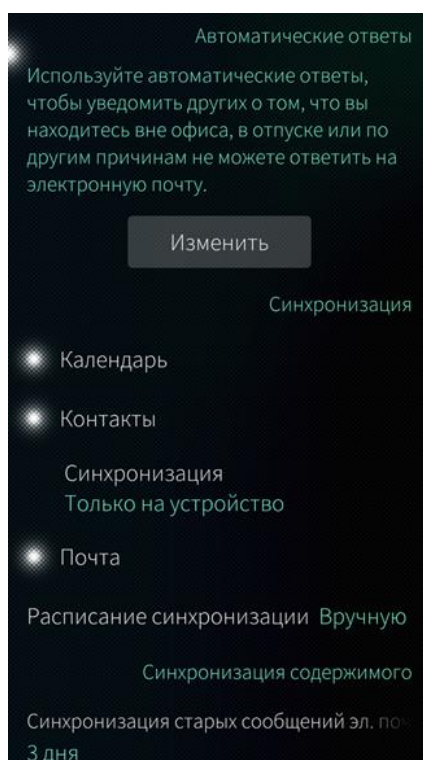 Автоматические ответы
Используйте автоматические ответы,
чтобы уведомить других о том, что вы
находитесь вне офиса, в отпуске или по
другим причинам не можете ответить на
электронную почту.
Изменить
Синхронизация
Календарь
Контакты
Синхронизация
Только на устройство
Почта
Расписание синхронизации Вручную
Синхронизация содержимого
Синхронизация старых сообщений эл.
3 дня